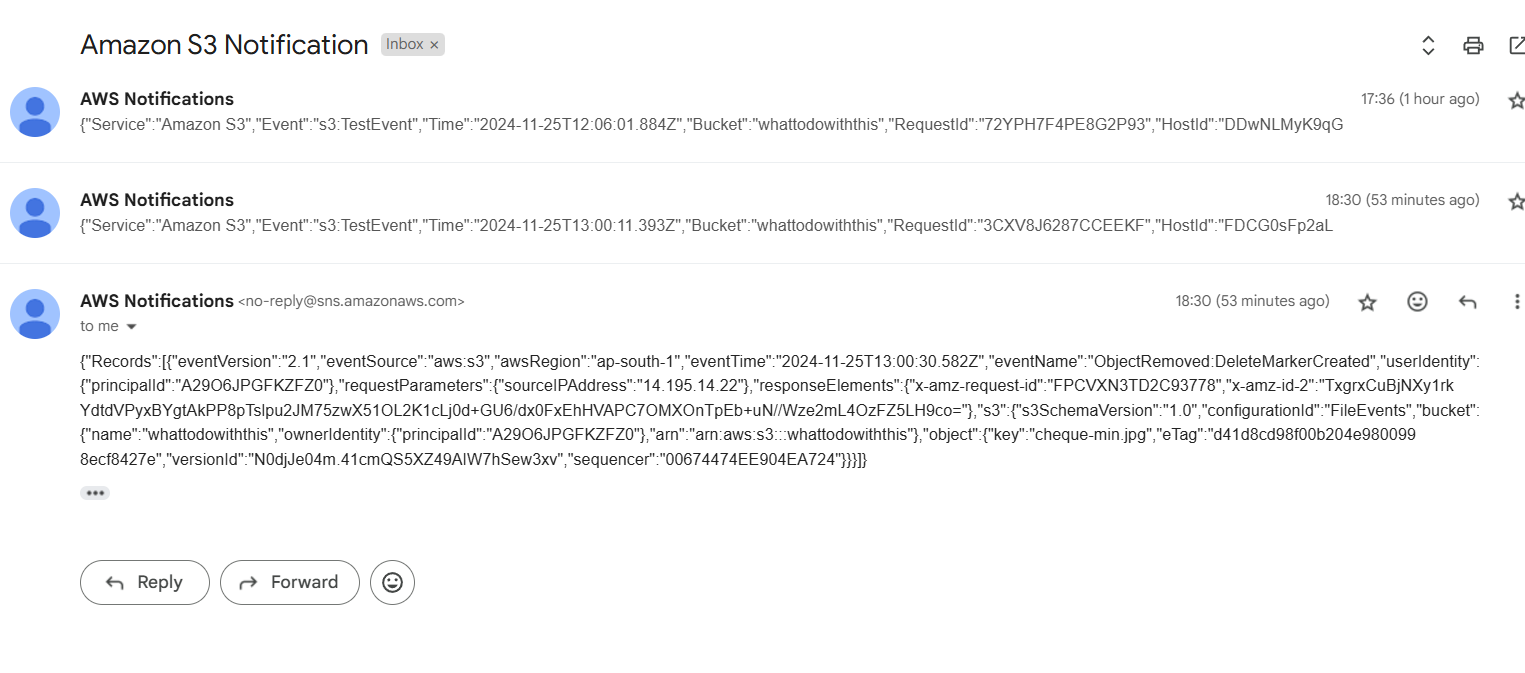 Amazon S3 Notification Inbox ×
AWS Notifications 17:36 (1 hour ago)
{"Service":"Amazon S3","Event":"s3:TestEvent","Time":"2024-11-25T12:06:01.884Z","Bucket":"whattodowiththis","RequestId":"72YPH7F4PE8G2P93","HostId":"DDwNLMyK9qG
AWS Notifications 18:30 (53 minutes ago)
{"Service":"Amazon S3","Event":"s3:TestEvent","Time":"2024-11-25T13:00:11.393Z","Bucket":"whattodowiththis","RequestId":"3CXV8J6287CCEEKF","HostId":"FDCG0sFp2aL
AWS Notifications <no-reply@sns.amazonaws.com> 18:30 (53 minutes ago)
to me
{"Records":[{"eventVersion":"2.1","eventSource":"aws:s3","awsRegion":"ap-south-1","eventTime":"2024-11-25T13:00:30.582Z","eventName":"ObjectRemoved:DeleteMarkerCreated","userIdentity":
{"principalId":"A29O6JPGFKZFZ0"},"requestParameters":{"sourceIPAddress":"14.195.14.22"},"responseElements":{"x-amz-request-id":"FPCVXN3TD2C93778","x-amz-id-2":"TxgrxCuBjNXy1rk
YdtdVPyxBYgtAkPP8pTslpu2JM75zwX51OL2K1cLj0d+GU6/dx0FxEhHVAPC7OMXOnTpEb+uN//Wze2mL4OzFZ5LH9co="},"s3":{"s3SchemaVersion":"1.0","configurationId":"FileEvents","bucket":
{"name":"whattodowiththis","ownerIdentity":{"principalId":"A29O6JPGFKZFZ0"},"arn":"arn:aws:s3:::whattodowiththis"},"object":{"key":"cheque-min.jpg","eTag":"d41d8cd98f00b204e980099
8ecf8427e","versionId":"N0djJe04m.41cmQS5XZ49AlW7hSew3xv","sequencer":"00674474EE904EA724"}}}]}
Reply Forward